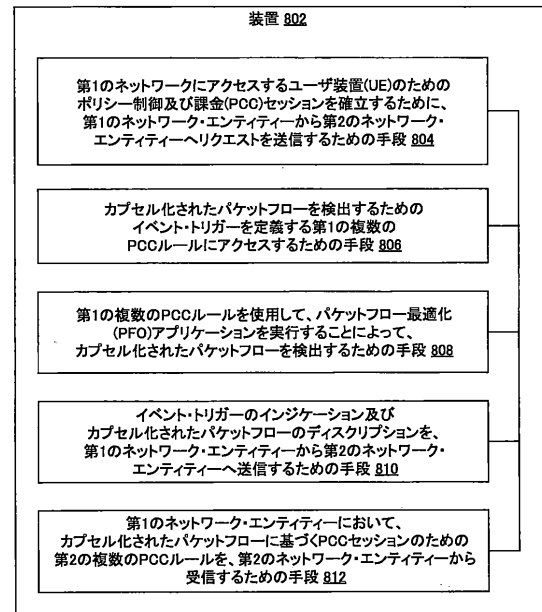 装置 802
第1のネットワークにアクセスするユーザ装置(UE)のための
ポリシー制御及び課金(PCC)セッションを確立するために、
第1のネットワーク・エンティティーから第2のネットワーク・
エンティティーへリクエストを送信するための手段 804
カプセル化されたパケットフローを検出するための
イベント・トリガーを定義する第1の複数の
PCCルールにアクセスするための手段 806
第1の複数のPCCルールを使用して、パケットフロー最適化
(PFO)アプリケーションを実行することによって、
カプセル化されたパケットフローを検出するための手段 808
イベント・トリガーのインジケーション及び
カプセル化されたパケットフローのディスクリプションを、
第1のネットワーク・エンティティーから第2のネットワーク・
エンティティーへ送信するための手段 810
第1のネットワーク・エンティティーにおいて、
カプセル化されたパケットフローに基づくPCCセッションのための
第2の複数のPCCルールを、第2のネットワーク・エンティティーから
受信するための手段 812